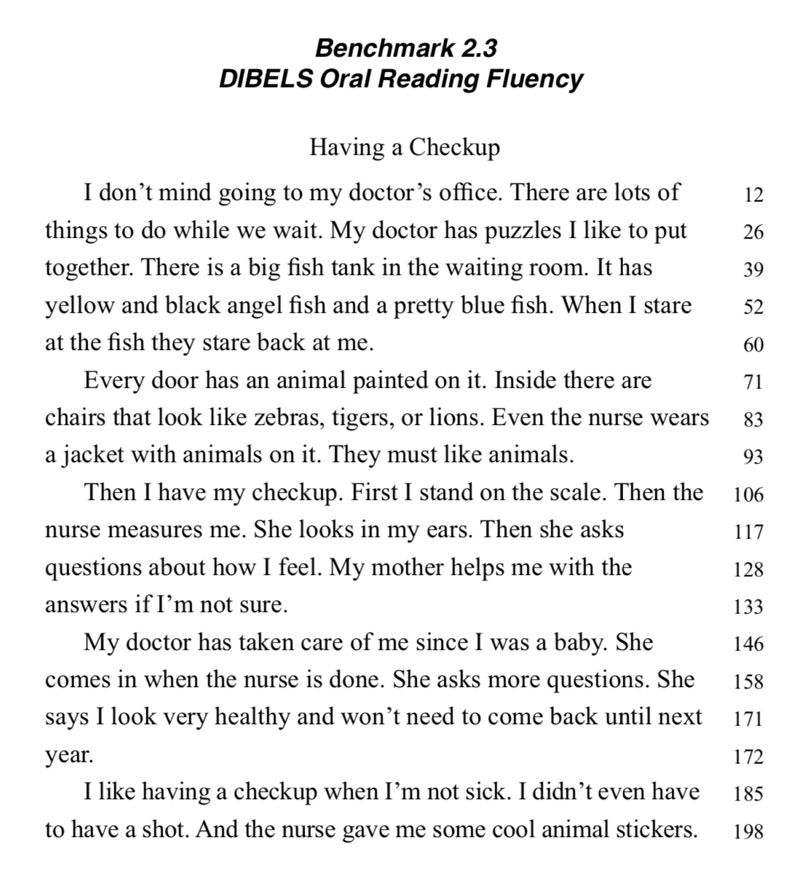 Benchmark 2.3
DIBELS Oral Reading Fluency
Having a Checkup
I don’t mind going to my doctor’s office. There are lots of 12
things to do while we wait. My doctor has puzzles I like to put 26
together. There is a big fish tank in the waiting room. It has 39
yellow and black angel fish and a pretty blue fish. When I stare 52
at the fish they stare back at me. 60
Every door has an animal painted on it. Inside there are 71
chairs that look like zebras, tigers, or lions. Even the nurse wears 83
a jacket with animals on it. They must like animals. 93
Then I have my checkup. First I stand on the scale. Then the 106
nurse measures me. She looks in my ears. Then she asks 117
questions about how I feel. My mother helps me with the 128
answers if I’m not sure. 133
My doctor has taken care of me since I was a baby. She 146
comes in when the nurse is done. She asks more questions. She 158
says I look very healthy and won’t need to come back until next 171
year. 172
I like having a checkup when I’m not sick. I didn’t even have 185
to have a shot. And the nurse gave me some cool animal stickers. 198